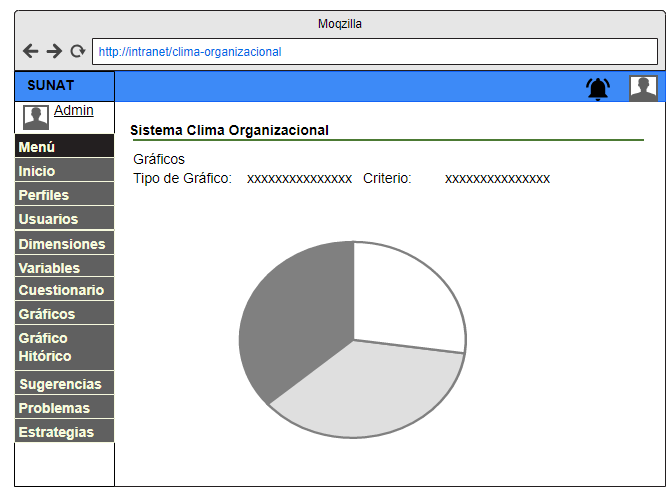 Moqzilla
http://intranet/clima-organizacional
SUNAT
Admin
Sistema Clima Organizacional
Menú
Inicio
Perfiles
Usuarios
Dimensiones
Variables
Cuestionario
Gráficos
Gráfico
Hitórico
Sugerencias
Problemas
Estrategias
Gráficos
Tipo de Gráfico: xxxxxxxxxxxxxxx Criterio: xxxxxxxxxxxxxxx